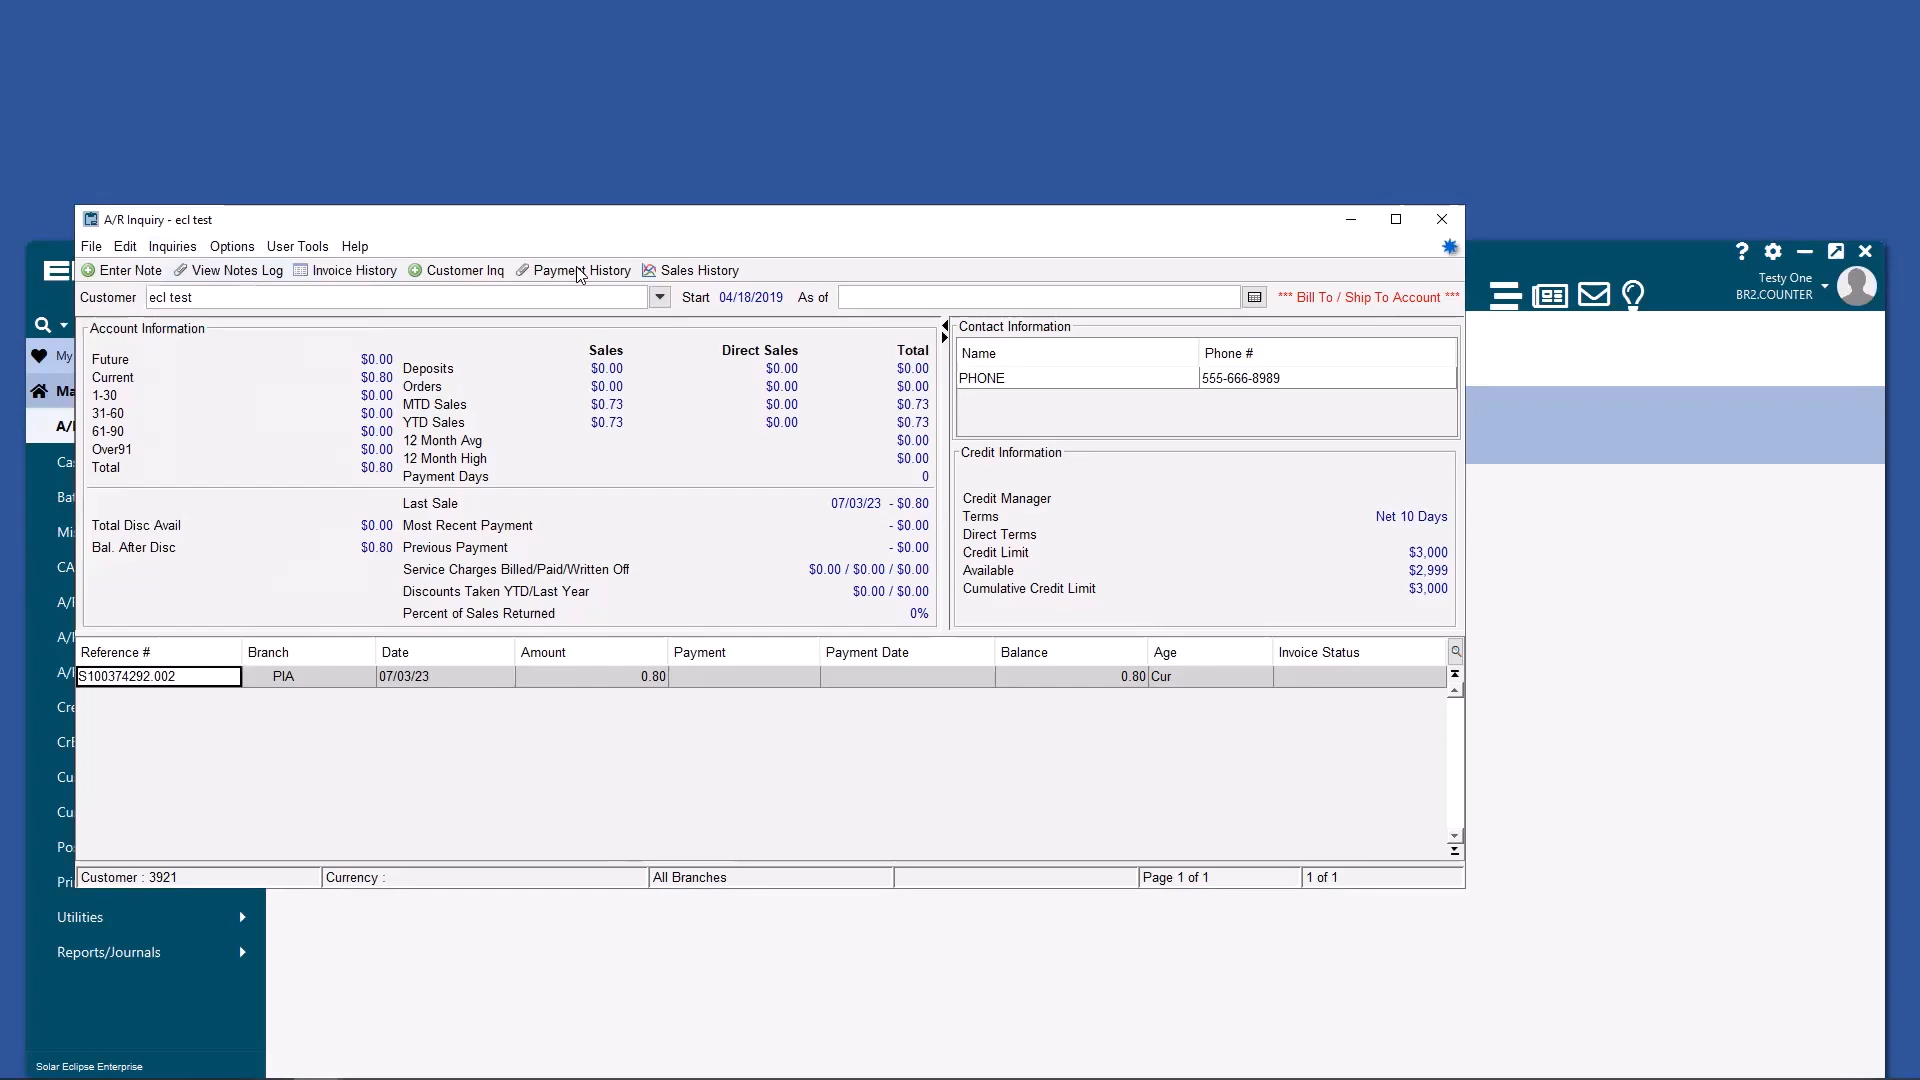 A/R Inquiry - ecl test
File Edit Inquiries Options User Tools Help
Enter Note View Notes Log Invoice History Customer Inq Payment History Sales History
Customer ecl test Start 04/18/2019 As of *** Bill To / Ship To Account ***
? Testy One
BR2.COUNTER
Account Information
Sales Direct Sales Total
Future $0.00
Current $0.80
1-30 $0.00
31-60 $0.00
61-90 $0.00
Over91 $0.00
Total $0.80
Deposits $0.00 $0.00 $0.00
Orders $0.00 $0.00 $0.00
MTD Sales $0.73 $0.00 $0.73
YTD Sales $0.73 $0.00 $0.73
12 Month Avg $0.00
12 Month High $0.00
Payment Days 0
Total Disc Avail $0.00
Bal. After Disc $0.80
Last Sale 07/03/23 - $0.80
Most Recent Payment - $0.00
Previous Payment - $0.00
Service Charges Billed/Paid/Written Off $0.00 / $0.00 / $0.00
Discounts Taken YTD/Last Year $0.00 / $0.00
Percent of Sales Returned 0%
Contact Information
Name Phone #
PHONE 555-666-8989
Credit Information
Credit Manager
Terms Net 10 Days
Direct Terms
Credit Limit $3,000
Available $2,999
Cumulative Credit Limit $3,000
Reference # Branch Date Amount Payment Payment Date Balance Age Invoice Status
S100374292.002 PIA 07/03/23 0.80 0.80 Cur
Customer : 3921 Currency : All Branches Page 1 of 1 1 of 1
My
Ma
A/
Ca
Bat
Mi
CA
A/
A/
A/
Cre
Cr
Cu
Cu
Po
Pri
Utilities
Reports/Journals
Solar Eclipse Enterprise